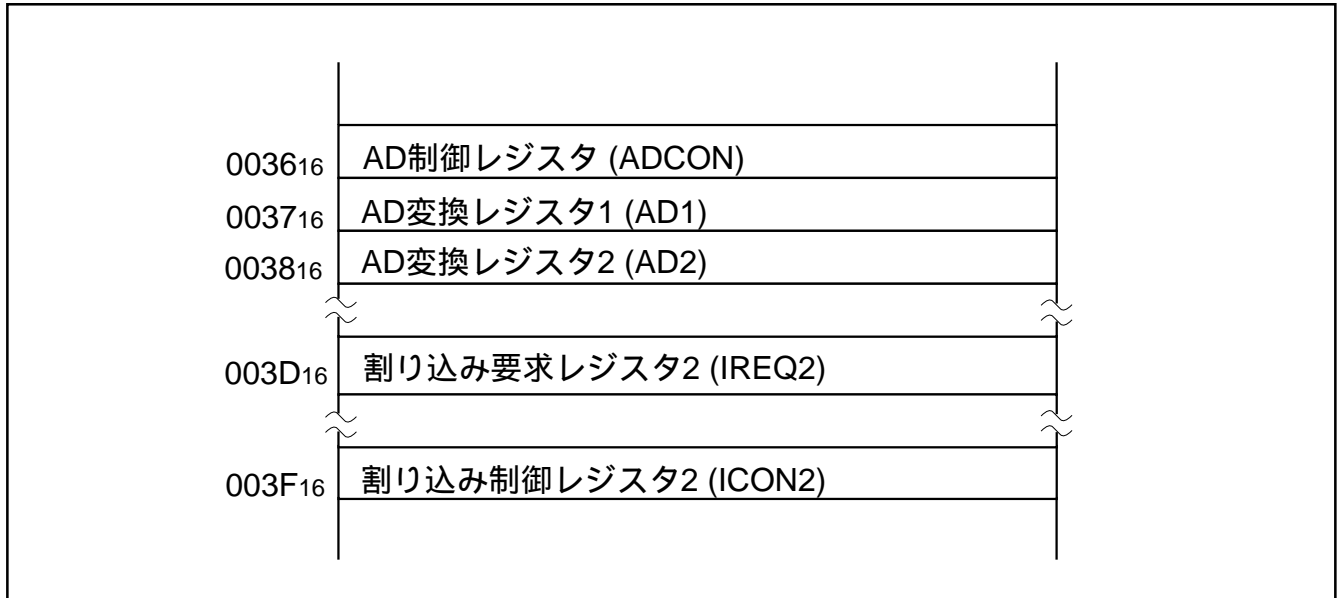 0036₁₆ AD制御レジスタ (ADCON)
0037₁₆ AD変換レジスタ1 (AD1)
0038₁₆ AD変換レジスタ2 (AD2)
003D₁₆ 割り込み要求レジスタ2 (IREQ2)
003F₁₆ 割り込み制御レジスタ2 (ICON2)